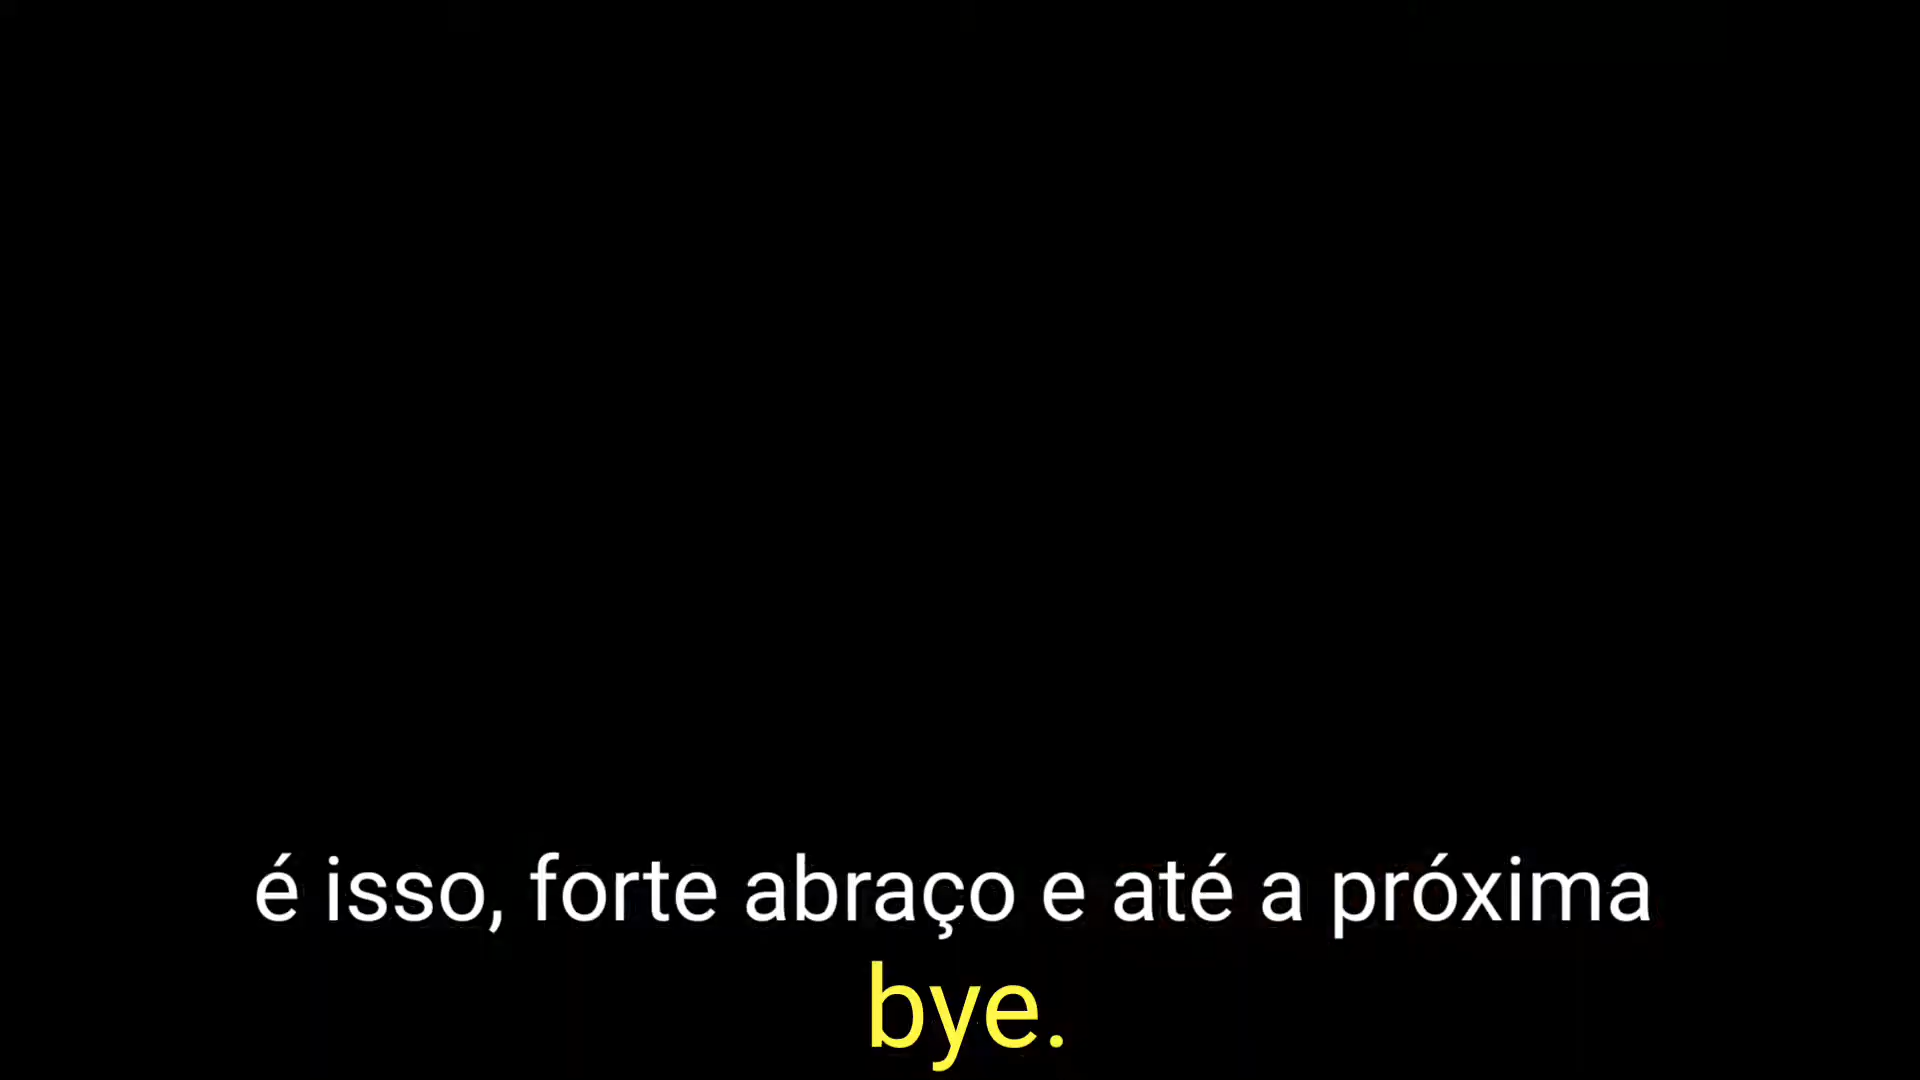 é isso, forte abraço e até a próxima
bye.